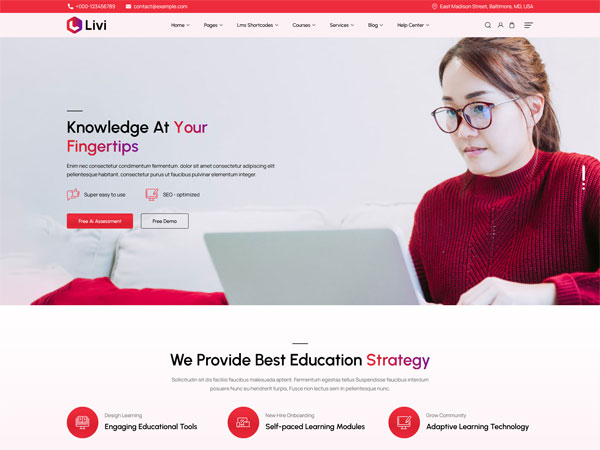 +000-123456789 contact@example.com East Madison Street, Baltimore, MD, USA
Livi Home Pages Lms Shortcodes Courses Services Blog Help Center
Knowledge At Your
Fingertips
Enim nec consectetur condimentum fermentum. dolor sit amet consectetur adipiscing elit
pellentesque habitant. consectetur purus ut faucibus pulvinar elementum integer.
Super easy to use SEO - optimized
Free Ai Assessment Free Demo
We Provide Best Education Strategy
Sollicitudin sit dis facilisi faucibus malesuada aptent. Fermentum egestas tellus Suspendisse faucibus interdum
posuere Nunc eu hendrerit turpis, Fusce non lectus sem In pellentesque nunc.
Design Learning New Hire Onboarding Grow Community
Engaging Educational Tools Self-paced Learning Modules Adaptive Learning Technology